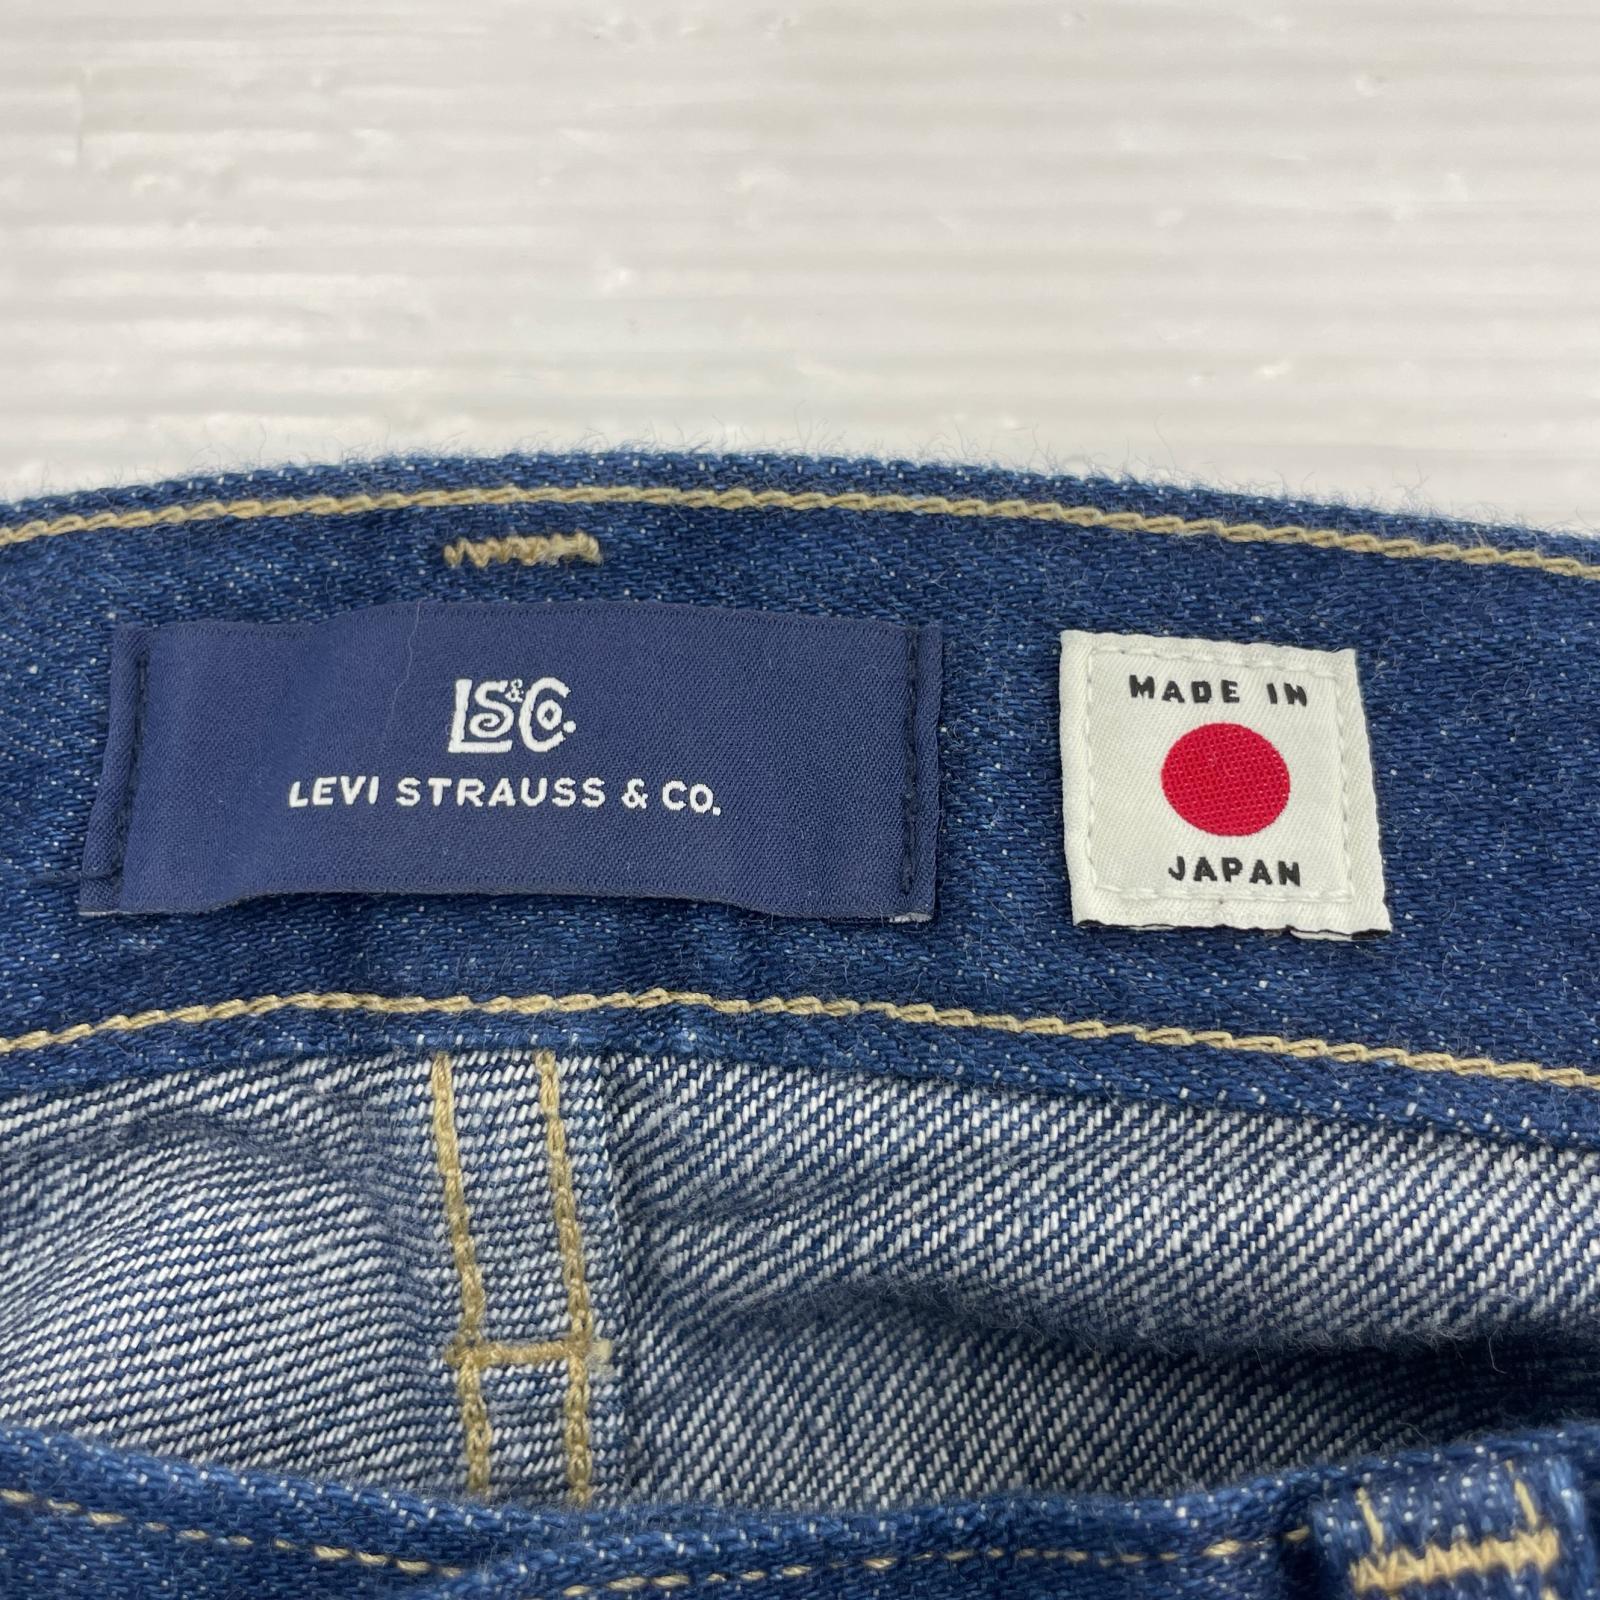 LS&Co.
LEVI STRAUSS & CO.
MADE IN
JAPAN